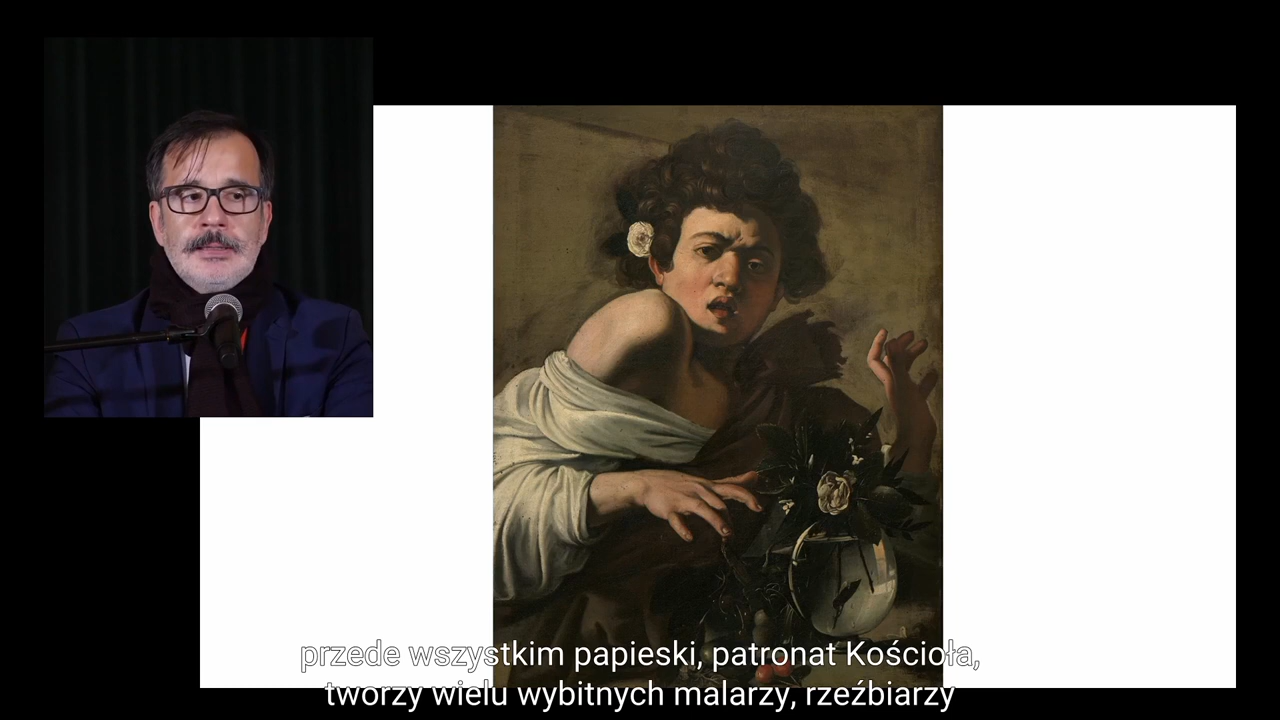 przede wszystkim papieski, patronat Kościoła,
tworzy wielu wybitnych malarzy, rzeźbiarzy